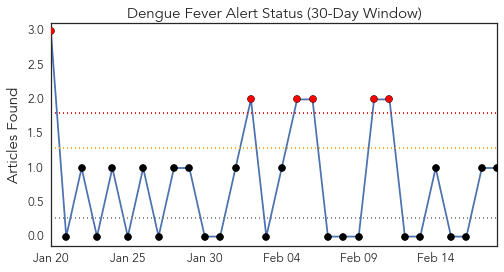 Dengue Fever Alert Status (30-Day Window)
Articles Found
3.0
2.5
2.0
1.5
1.0
0.5
0.0
Jan 20 Jan 25 Jan 30 Feb 04 Feb 09 Feb 14